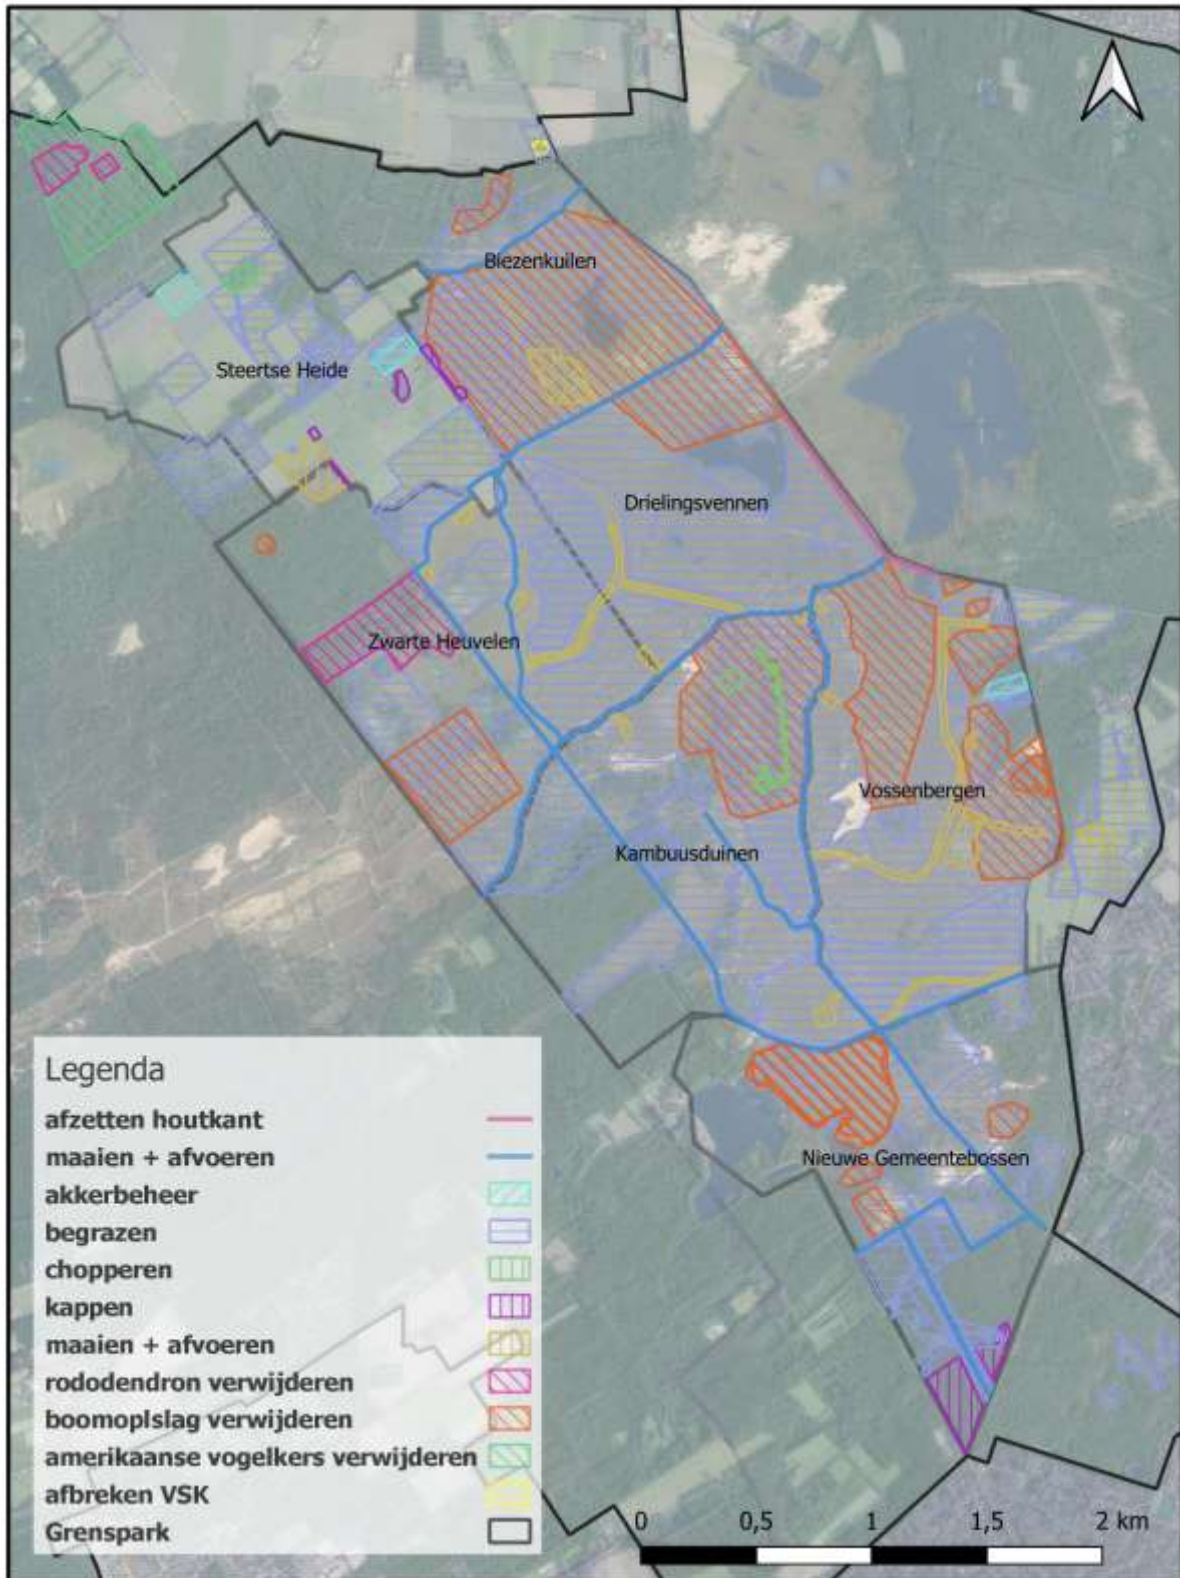 Biezenkuilen
Steertse Heide
Drielingsvennen
Zwarte Heuvelen
Vossenbergen
Kambuusduinen
Nieuwe Gemeentebossen
Legenda
afzetten houtkant
maaien + afvoeren
akkerbeheer
begrazen
chopperen
kappen
maaien + afvoeren
rododendron verwijderen
boomoplslag verwijderen
amerikaanse vogelkers verwijderen
afbreken VSK
Grenspark
0 0,5 1 1,5 2 km